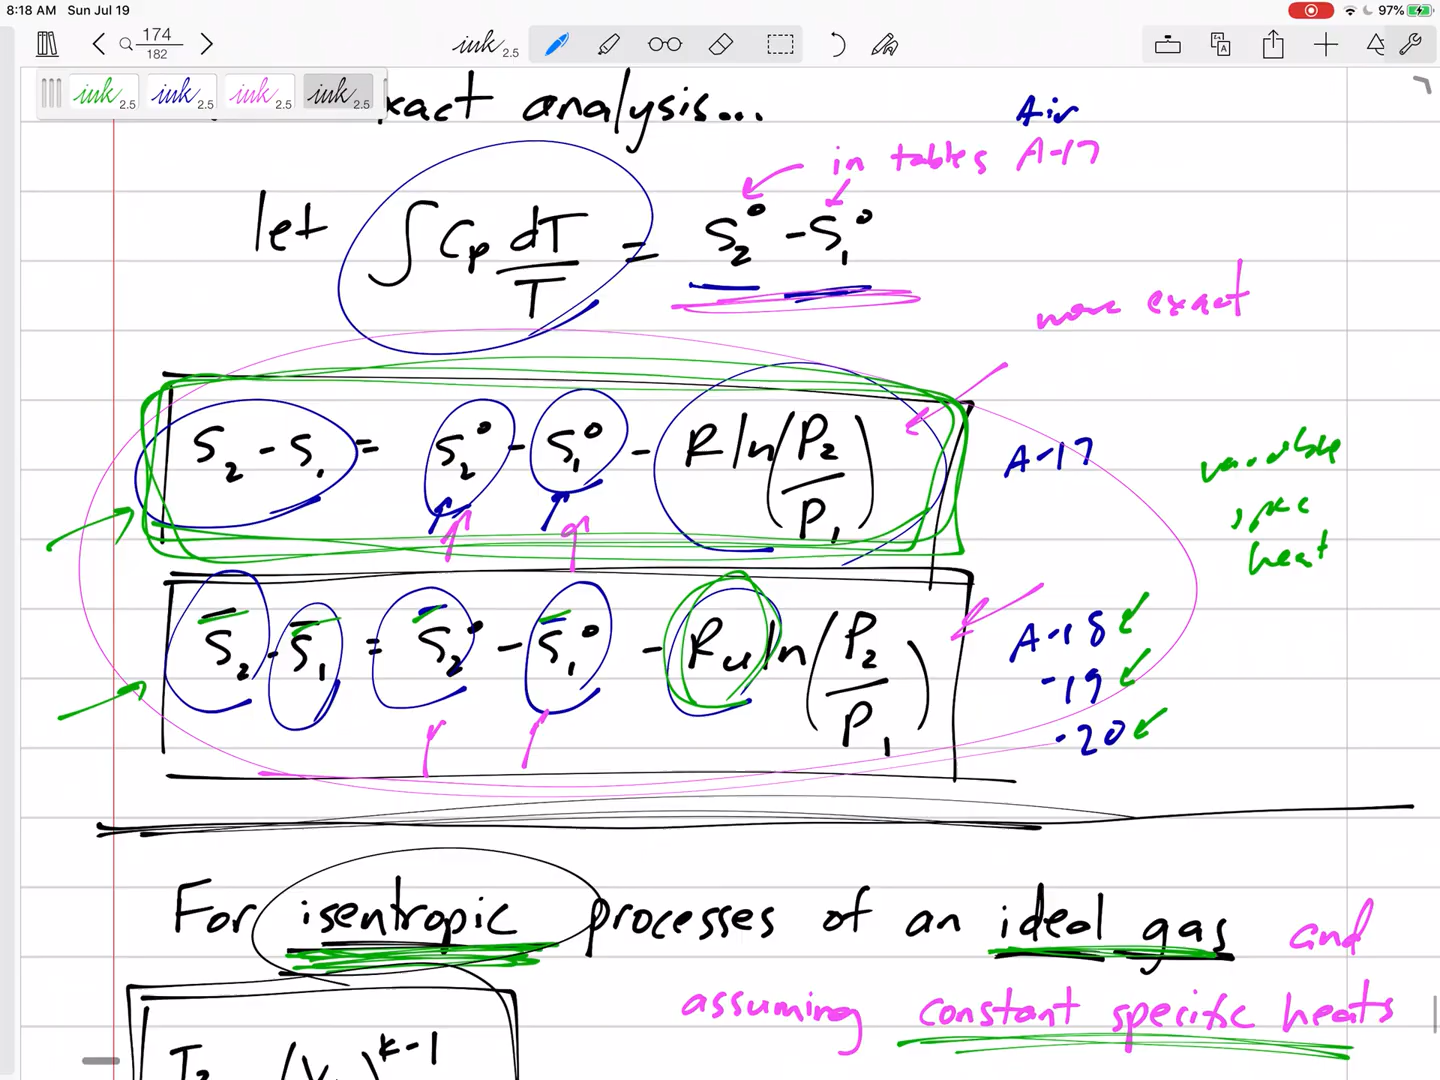 8:18 AM Sun Jul 19
97%
174
182
ink 2.5
ink 2.5 ink 2.5 ink 2.5 ink 2.5
xact analysis...
Air
in tables A-17
let ∫ Cp dT/T = S₂° - S₁°
more exact
S₂ - S₁ = S₂° - S₁° - R ln(P₂/P₁)
A-17
variable
spec
heat
S̅₂ - S̅₁ = S̅₂° - S̅₁° - Ru ln(P₂/P₁)
A-18
-19
-20
For isentropic processes of an ideal gas and
assuming constant specific heats
k-1